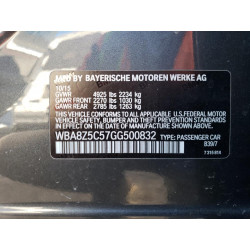 MFD BY BAYERISCHE MOTOREN WERKE AG
10/15
GVWR 4925 lbs 2234 kg
GAWR FRONT 2270 lbs 1030 kg
GAWR REAR 2785 lbs 1263 kg
THIS VEHICLE CONFORMS TO ALL APPLICABLE U.S.FEDERAL MOTOR
VEHICLE SAFETY, BUMPER AND THEFT PREVENTION STANDARDS
IN EFFECT ON THE DATE OF MANUFACTURE SHOWN ABOVE.
WBA8Z5C57GG500832 TYPE: PASSENGER CAR
839/7